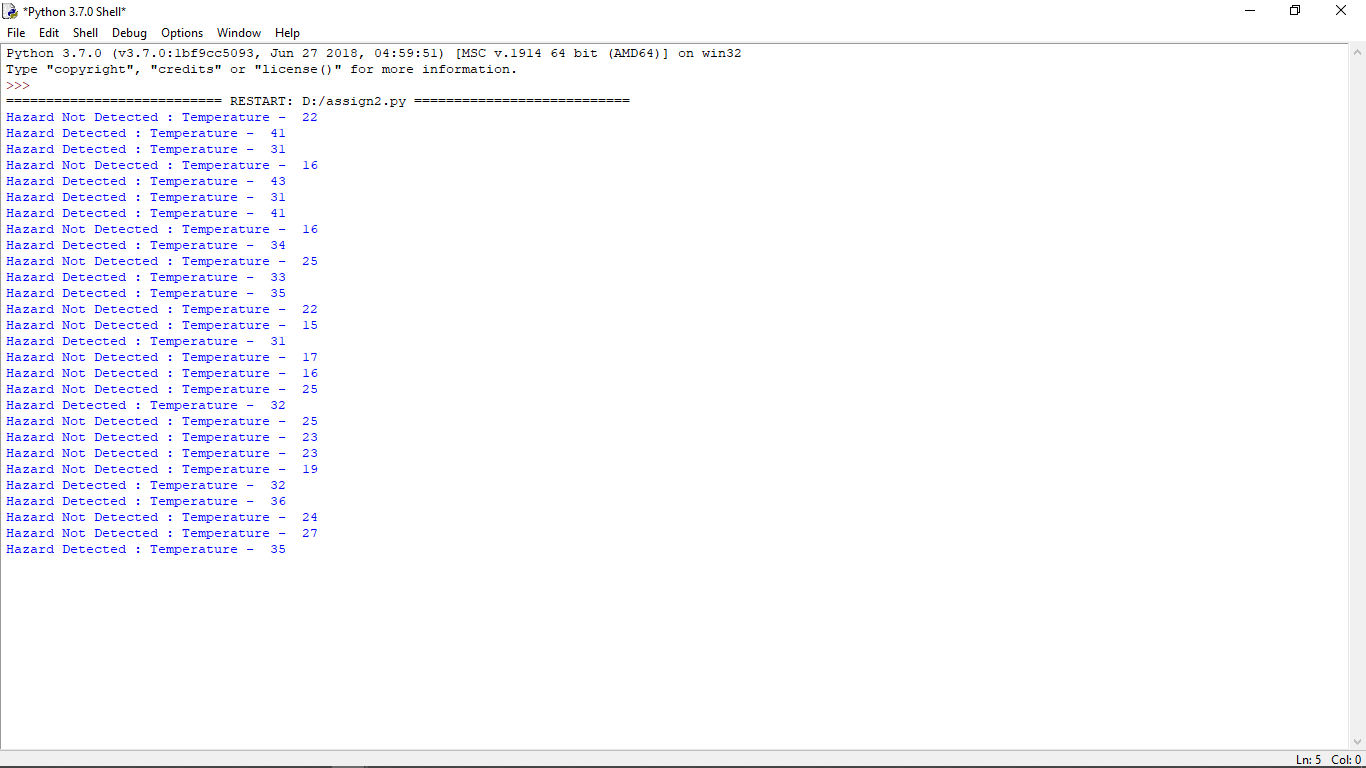 *Python 3.7.0 Shell*
File Edit Shell Debug Options Window Help
Python 3.7.0 (v3.7.0:1bf9cc5093, Jun 27 2018, 04:59:51) [MSC v.1914 64 bit (AMD64)] on win32
Type "copyright", "credits" or "license()" for more information.
>>>
=========================== RESTART: D:/assign2.py ===========================
Hazard Not Detected : Temperature -  22
Hazard Detected : Temperature -  41
Hazard Detected : Temperature -  31
Hazard Not Detected : Temperature -  16
Hazard Detected : Temperature -  43
Hazard Detected : Temperature -  31
Hazard Detected : Temperature -  41
Hazard Not Detected : Temperature -  16
Hazard Detected : Temperature -  34
Hazard Not Detected : Temperature -  25
Hazard Detected : Temperature -  33
Hazard Detected : Temperature -  35
Hazard Not Detected : Temperature -  22
Hazard Not Detected : Temperature -  15
Hazard Detected : Temperature -  31
Hazard Not Detected : Temperature -  17
Hazard Not Detected : Temperature -  16
Hazard Not Detected : Temperature -  25
Hazard Detected : Temperature -  32
Hazard Not Detected : Temperature -  25
Hazard Not Detected : Temperature -  23
Hazard Not Detected : Temperature -  23
Hazard Not Detected : Temperature -  19
Hazard Detected : Temperature -  32
Hazard Detected : Temperature -  36
Hazard Not Detected : Temperature -  24
Hazard Not Detected : Temperature -  27
Hazard Detected : Temperature -  35
Ln: 5 Col: 0